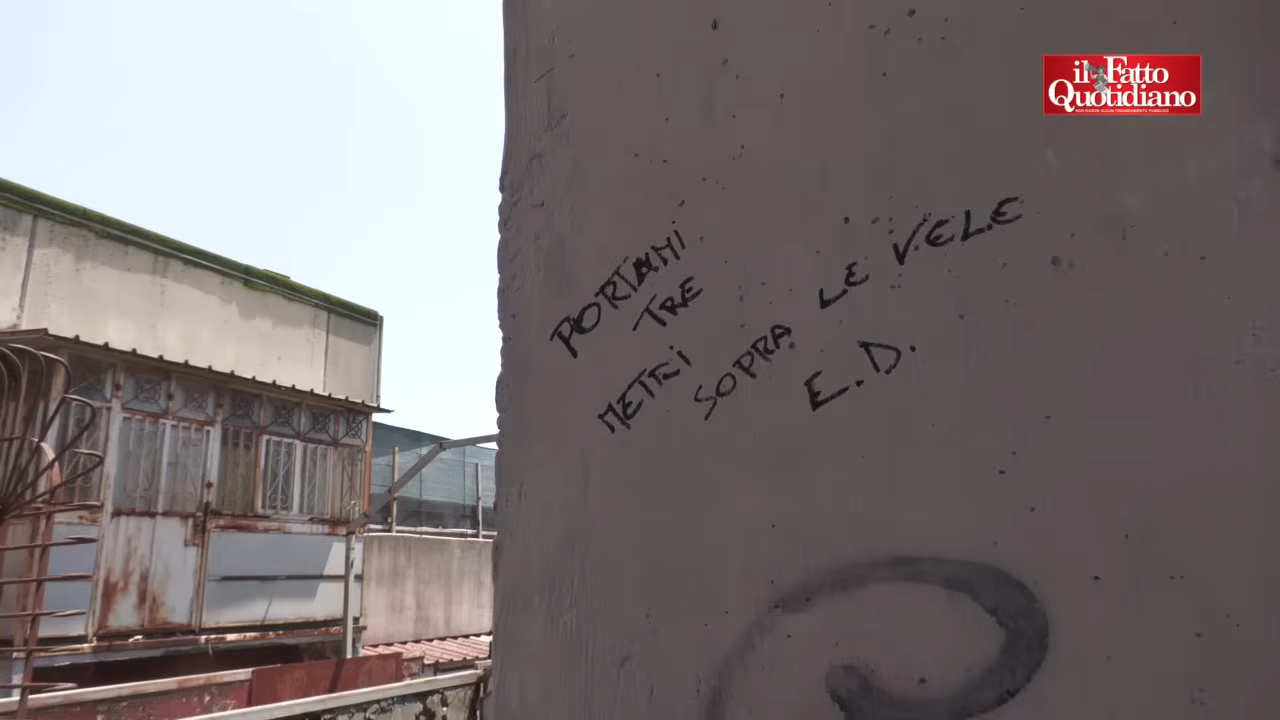 il Fatto
Quotidiano
PORTAMI
TRE
METRI SOPRA LE VELE
E.D.